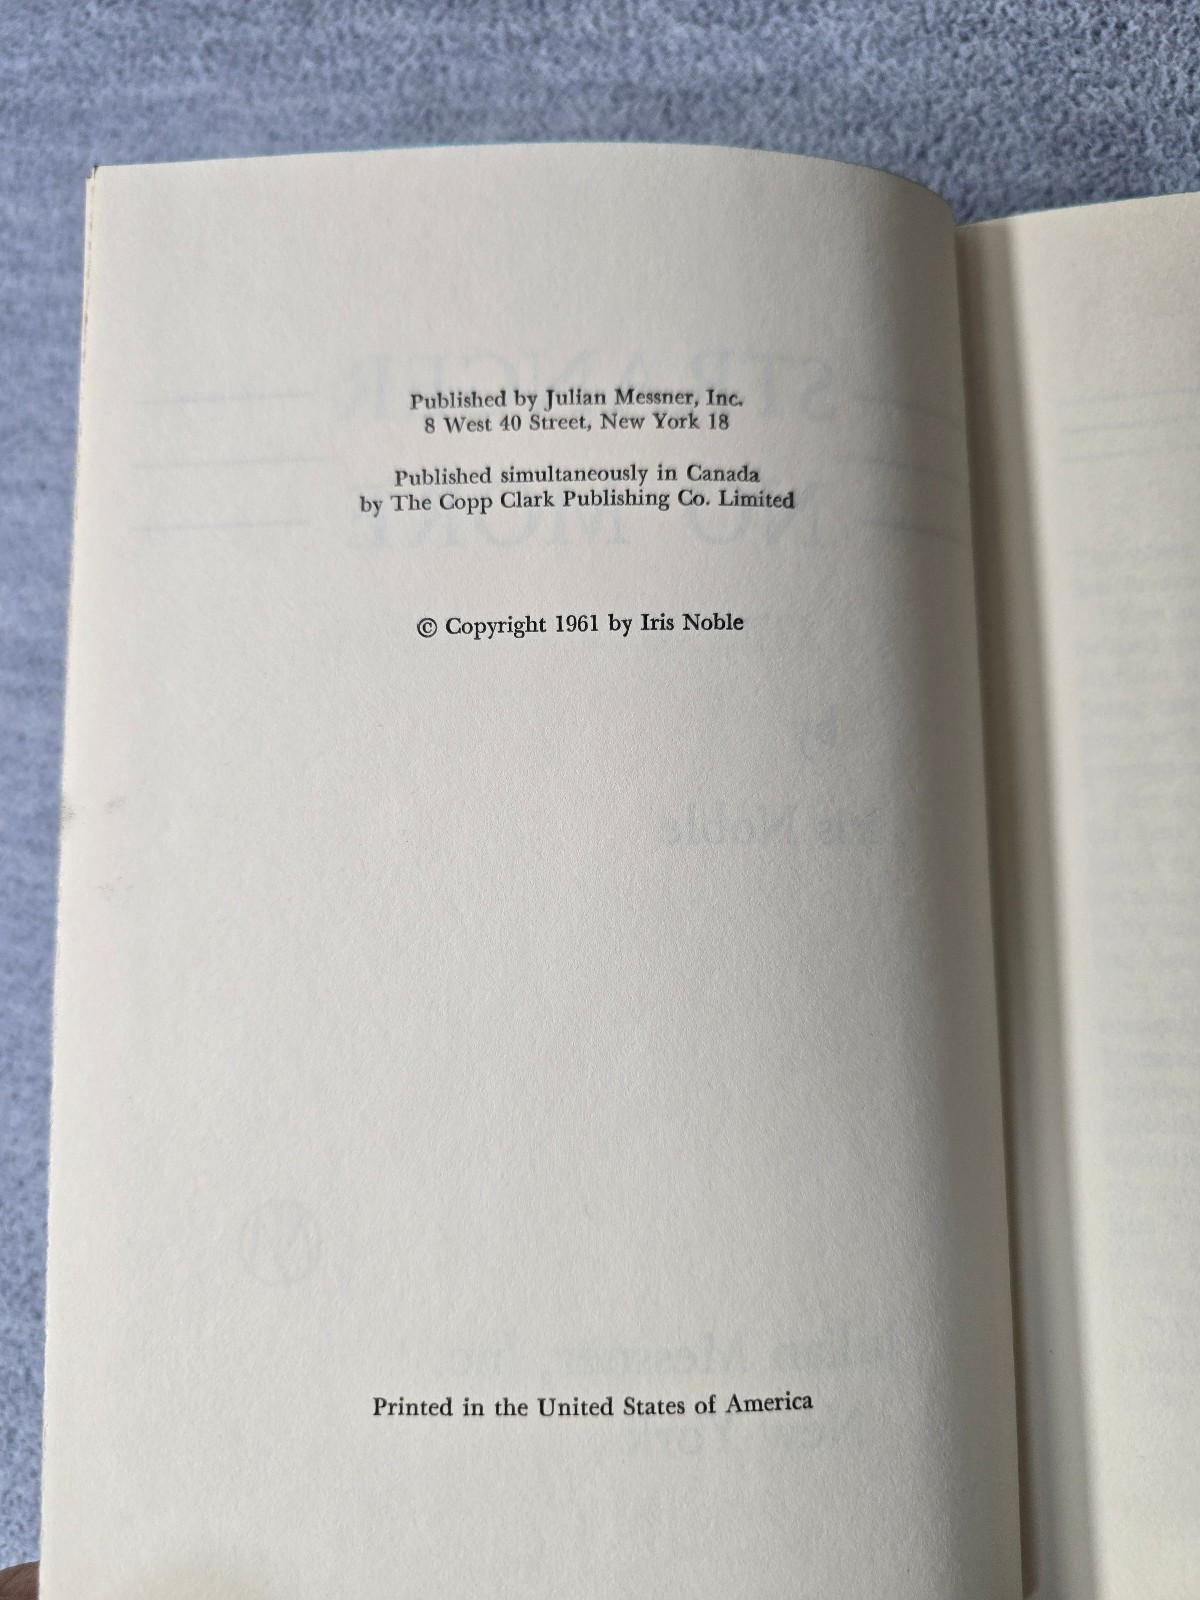 Published by Julian Messner, Inc.
8 West 40 Street, New York 18
Published simultaneously in Canada
by The Copp Clark Publishing Co. Limited
© Copyright 1961 by Iris Noble
Printed in the United States of America